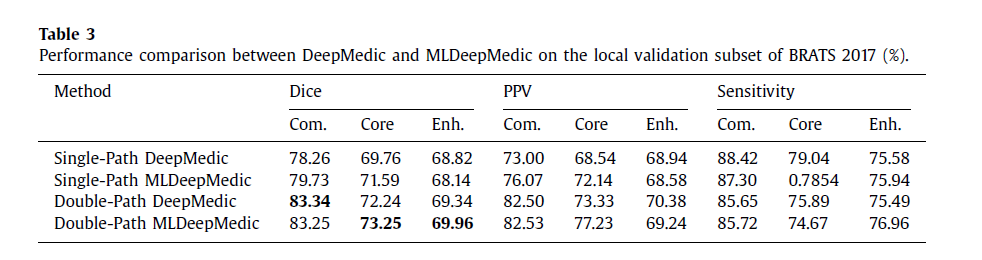 Table 3
Performance comparison between DeepMedic and MLDeepMedic on the local validation subset of BRATS 2017 (%).
Method Dice PPV Sensitivity
Com. Core Enh. Com. Core Enh. Com. Core Enh.
Single-Path DeepMedic 78.26 69.76 68.82 73.00 68.54 68.94 88.42 79.04 75.58
Single-Path MLDeepMedic 79.73 71.59 68.14 76.07 72.14 68.58 87.30 0.7854 75.94
Double-Path DeepMedic 83.34 72.24 69.34 82.50 73.33 70.38 85.65 75.89 75.49
Double-Path MLDeepMedic 83.25 73.25 69.96 82.53 77.23 69.24 85.72 74.67 76.96